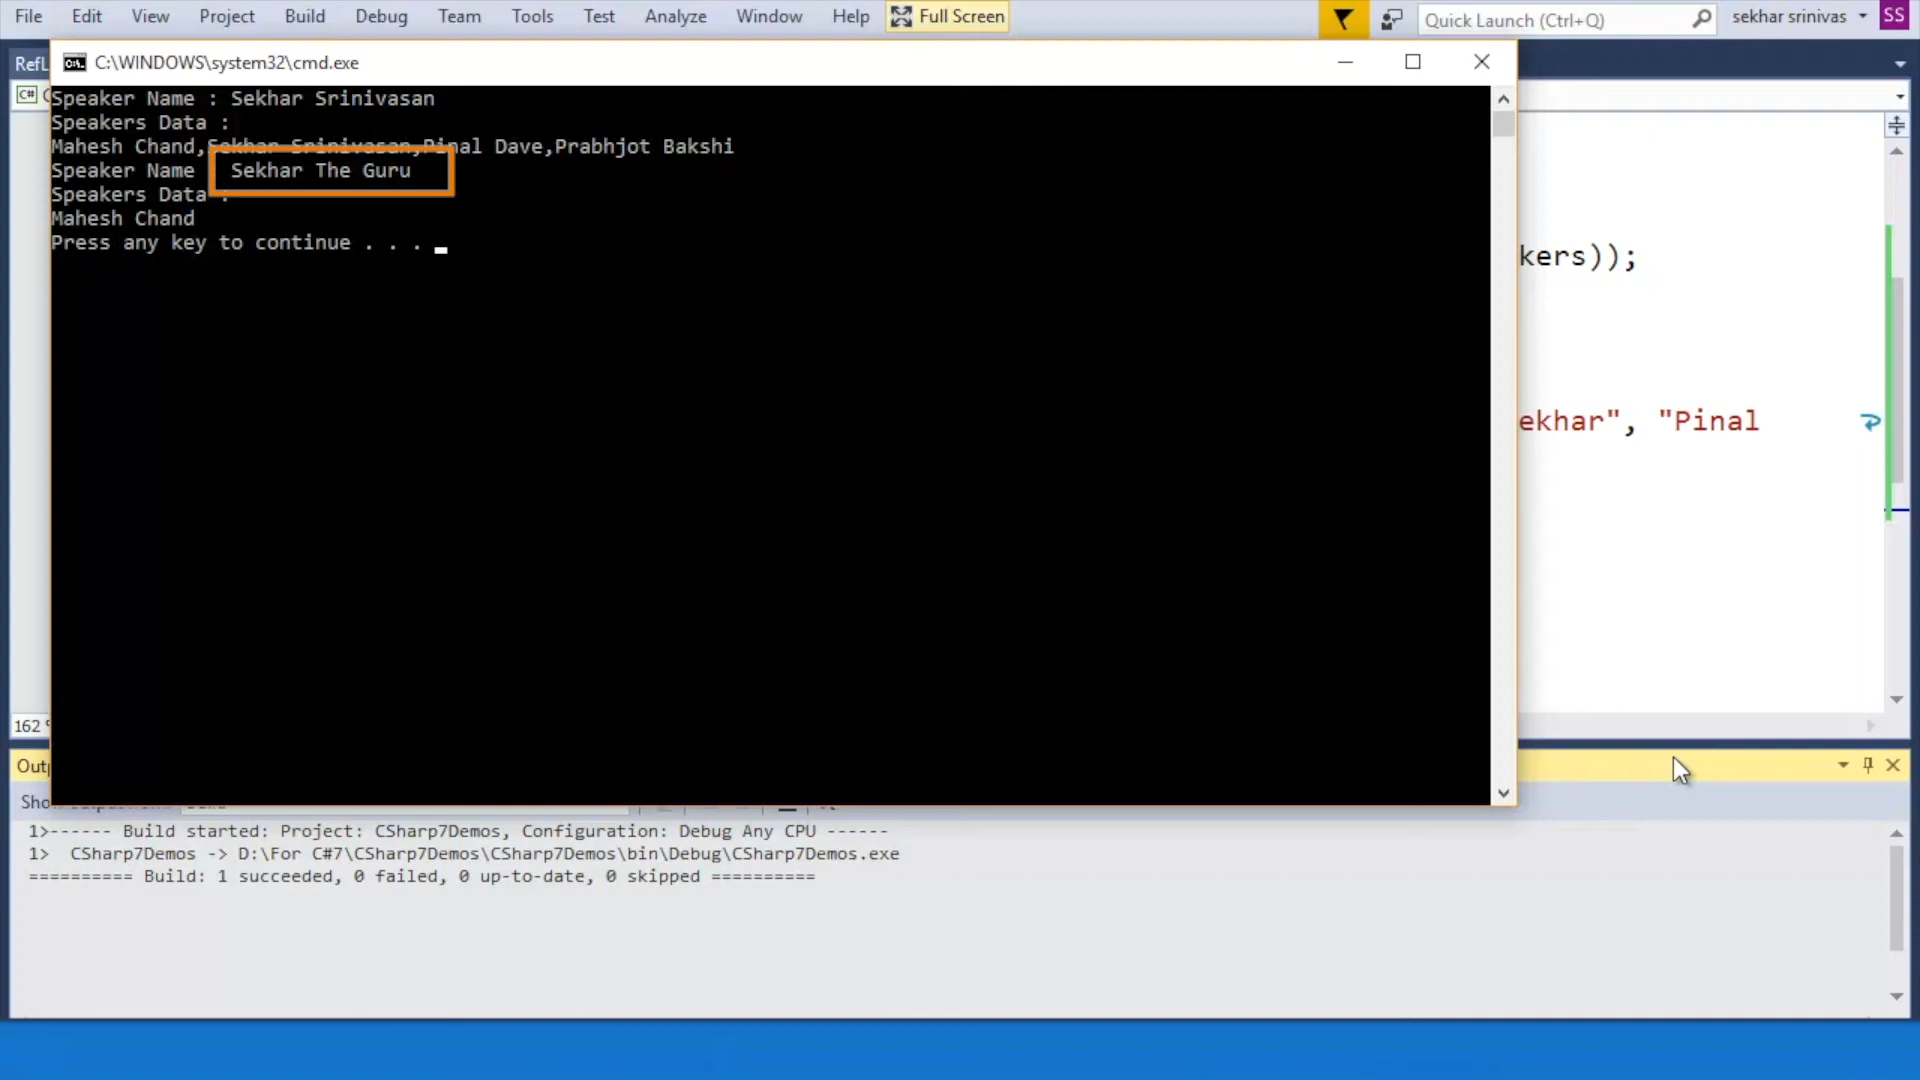 File Edit View Project Build Debug Team Tools Test Analyze Window Help Full Screen Quick Launch (Ctrl+Q) sekhar srinivas SS
RefL
C:\WINDOWS\system32\cmd.exe
C#
Speaker Name : Sekhar Srinivasan
Speakers Data :
Mahesh Chand,Sekhar Srinivasan,Pinal Dave,Prabhjot Bakshi
Speaker Name : Sekhar The Guru
Speakers Data :
Mahesh Chand
Press any key to continue . . .
kers));
ekhar", "Pinal
162 %
Outp
Sho
1>------ Build started: Project: CSharp7Demos, Configuration: Debug Any CPU ------
1>  CSharp7Demos -> D:\For C#7\CSharp7Demos\CSharp7Demos\bin\Debug\CSharp7Demos.exe
========== Build: 1 succeeded, 0 failed, 0 up-to-date, 0 skipped ==========